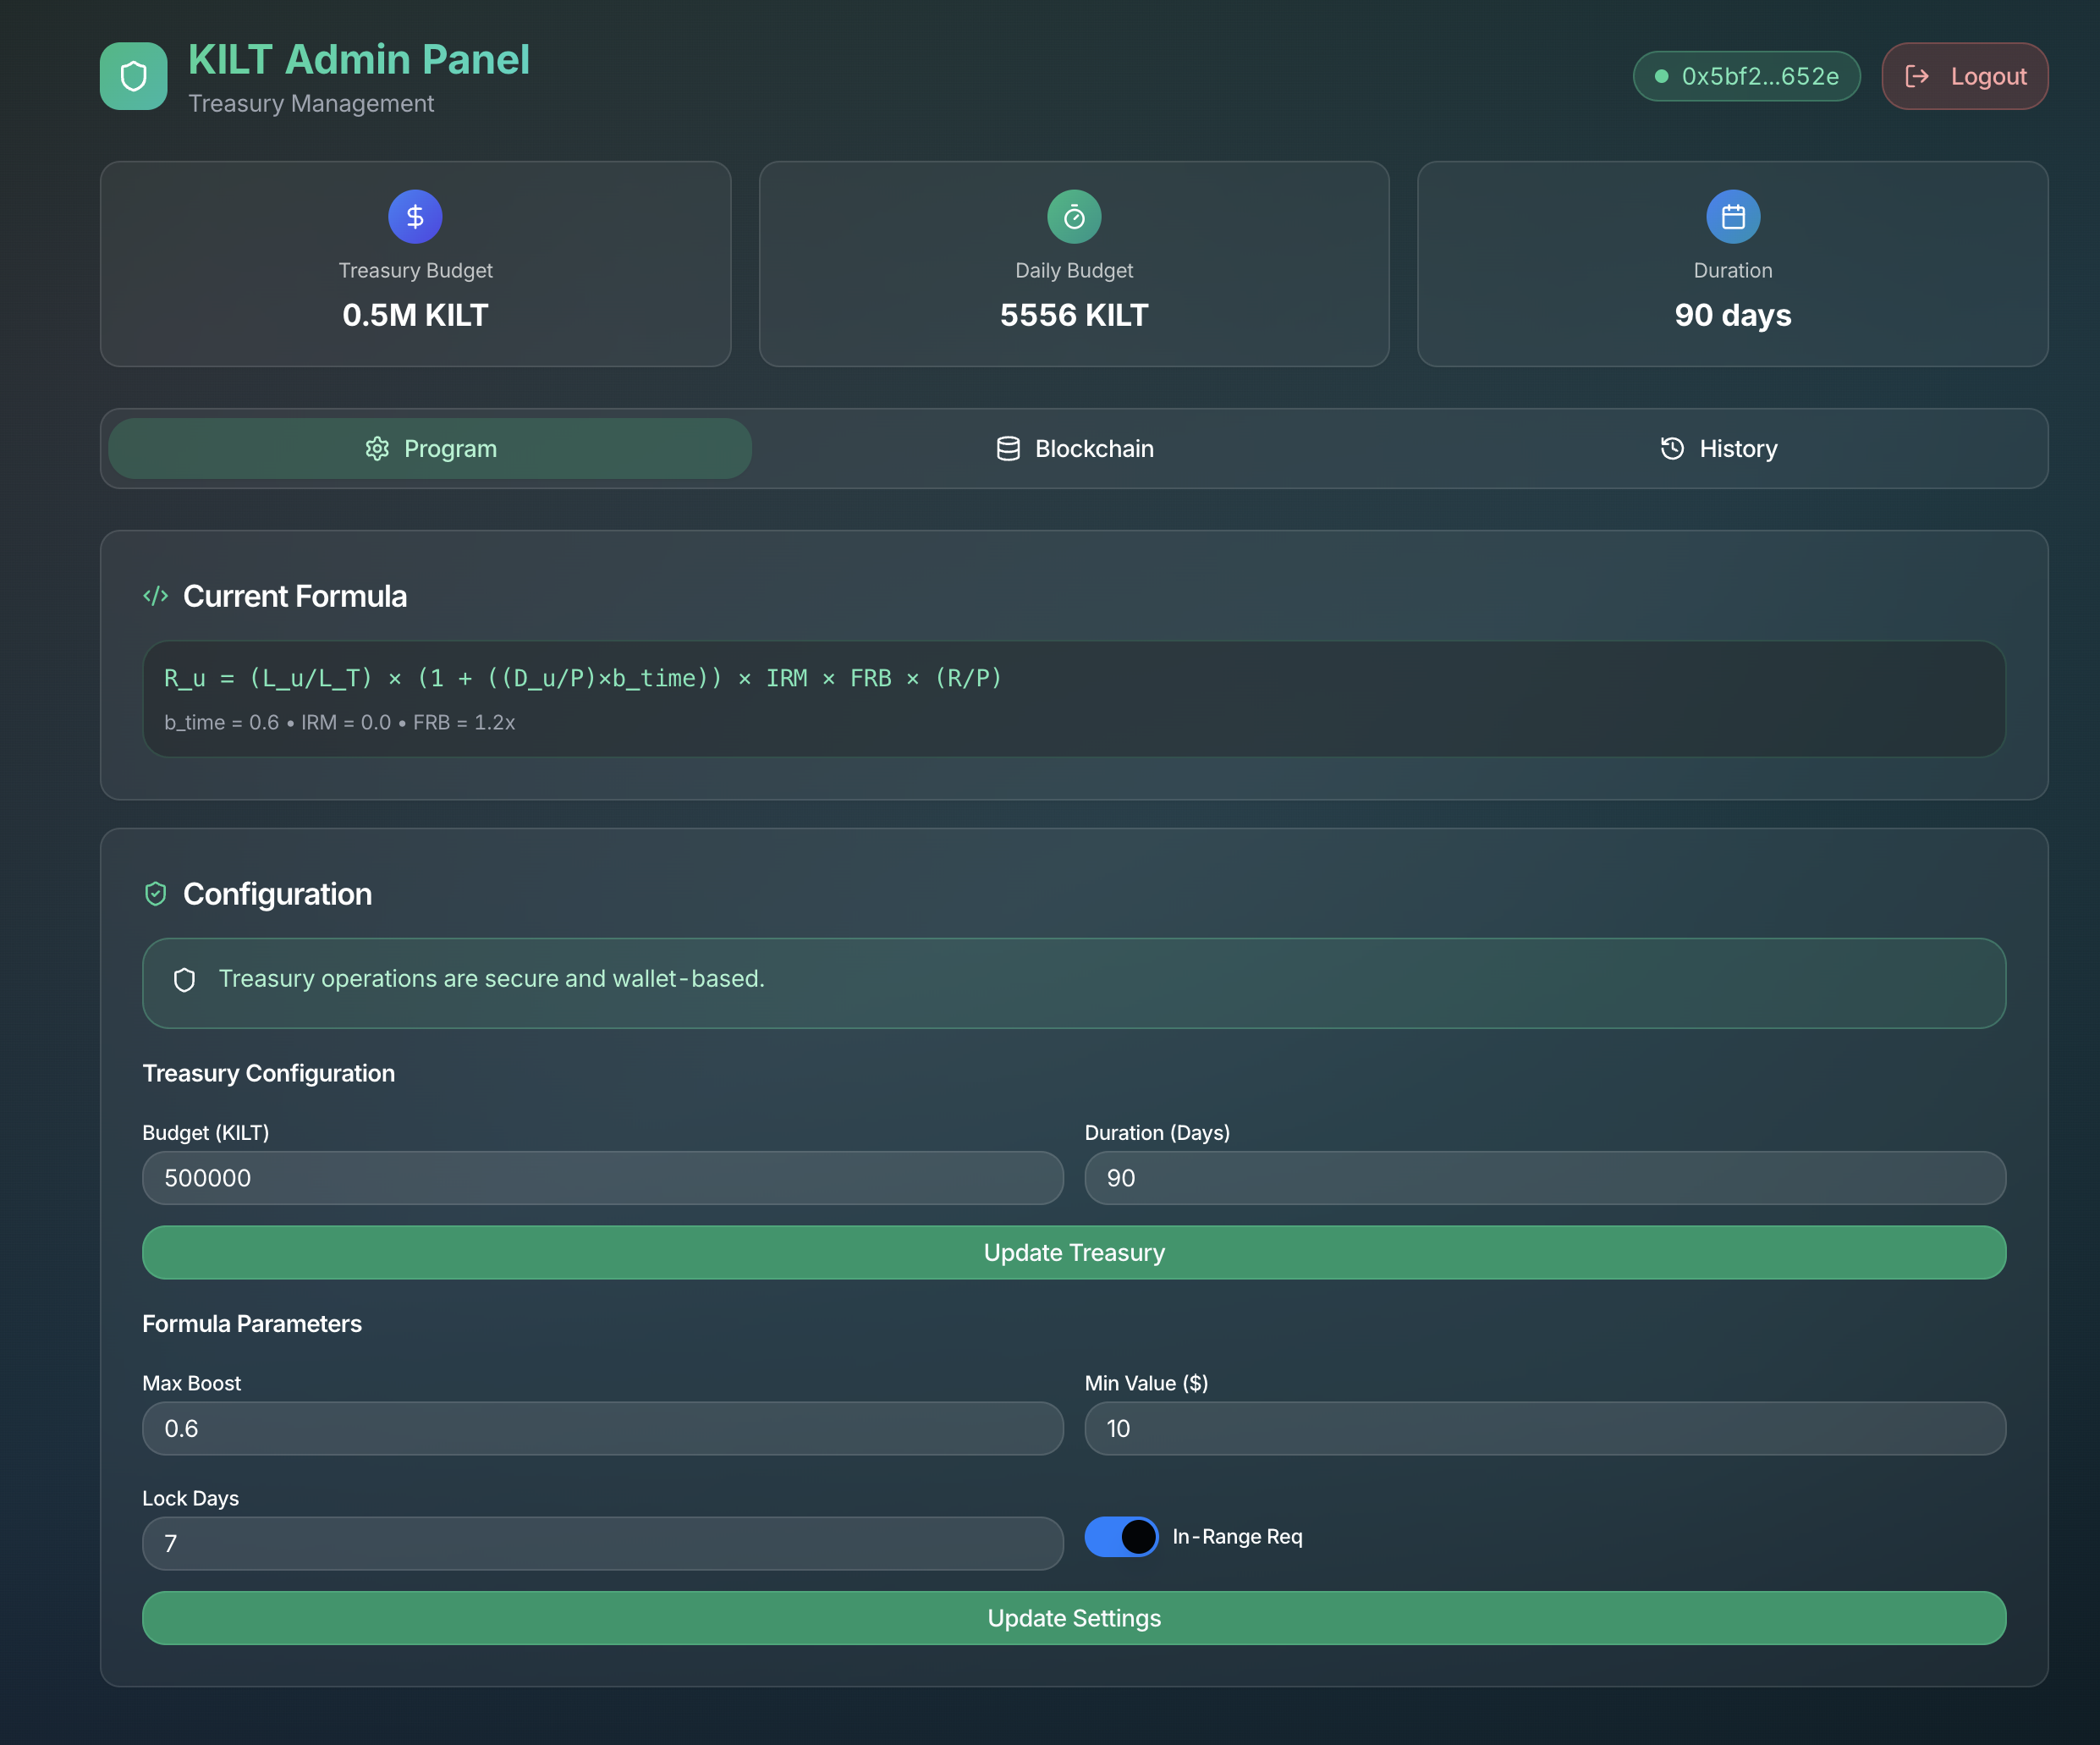 KILT Admin Panel
Treasury Management
0x5bf2...652e
Logout
Treasury Budget
0.5M KILT
Daily Budget
5556 KILT
Duration
90 days
Program
Blockchain
History
Current Formula
R_u = (L_u/L_T) × (1 + ((D_u/P)×b_time)) × IRM × FRB × (R/P)
b_time = 0.6 • IRM = 0.0 • FRB = 1.2x
Configuration
Treasury operations are secure and wallet-based.
Treasury Configuration
Budget (KILT)
Duration (Days)
500000
90
Update Treasury
Formula Parameters
Max Boost
Min Value ($)
0.6
10
Lock Days
7
In-Range Req
Update Settings